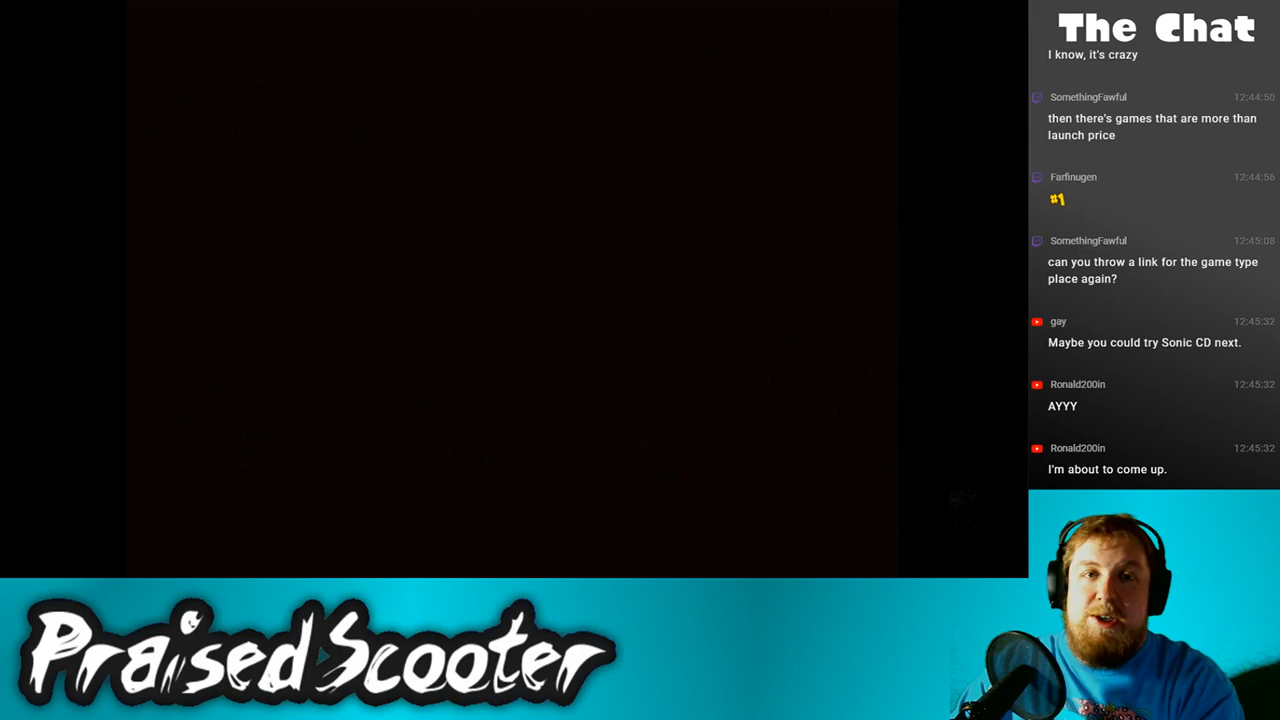 The Chat
I know, it's crazy
SomethingFawful 12:44:50
then there's games that are more than
launch price
Farfinugen 12:44:56
#1
SomethingFawful 12:45:08
can you throw a link for the game type
place again?
gay 12:45:32
Maybe you could try Sonic CD next.
Ronald200in 12:45:32
AYYY
Ronald200in 12:45:32
I'm about to come up.
PraisedScooter